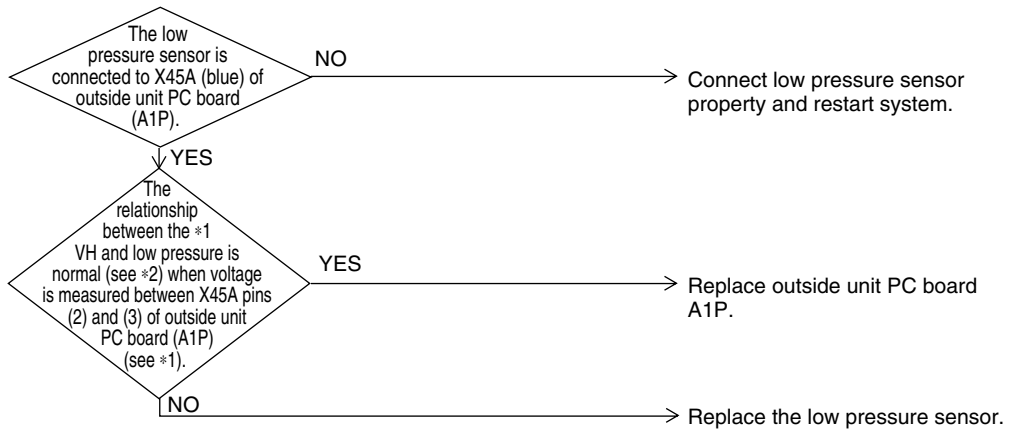 The low
pressure sensor is
connected to X45A (blue) of
outside unit PC board
(A1P).
NO
Connect low pressure sensor
property and restart system.
YES
The
relationship
between the *1
VH and low pressure is
normal (see *2) when voltage
is measured between X45A pins
(2) and (3) of outside unit
PC board (A1P)
(see *1).
YES
Replace outside unit PC board
A1P.
NO
Replace the low pressure sensor.